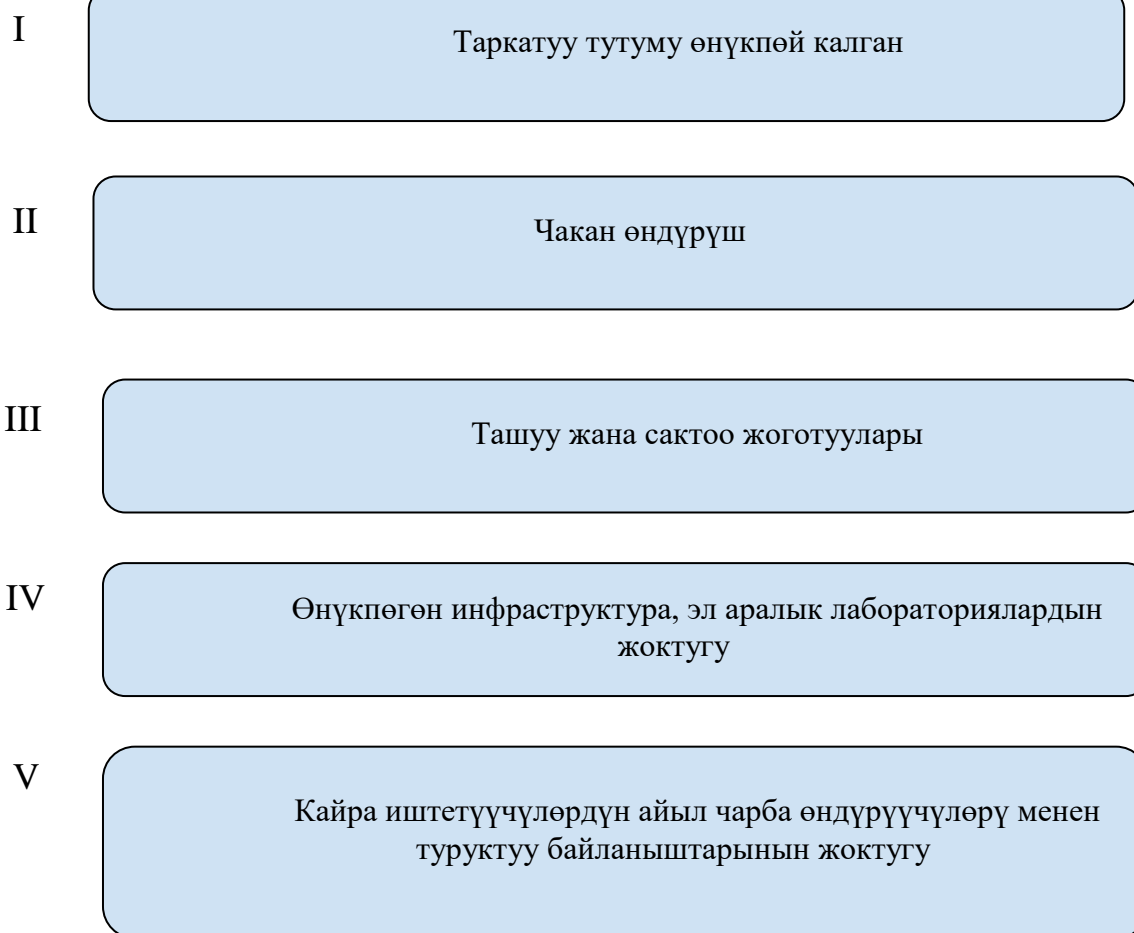 I
Таркатуу тутуму өнүкпөй калган
II
Чакан өндүрүш
III
Ташуу жана сактоо жоготуулары
IV
Өнүкпөгөн инфраструктура, эл аралык лабораториялардын
жоктугу
V
Кайра иштетүүчүлөрдүн айыл чарба өндүрүүчүлөрү менен
туруктуу байланыштарынын жоктугу